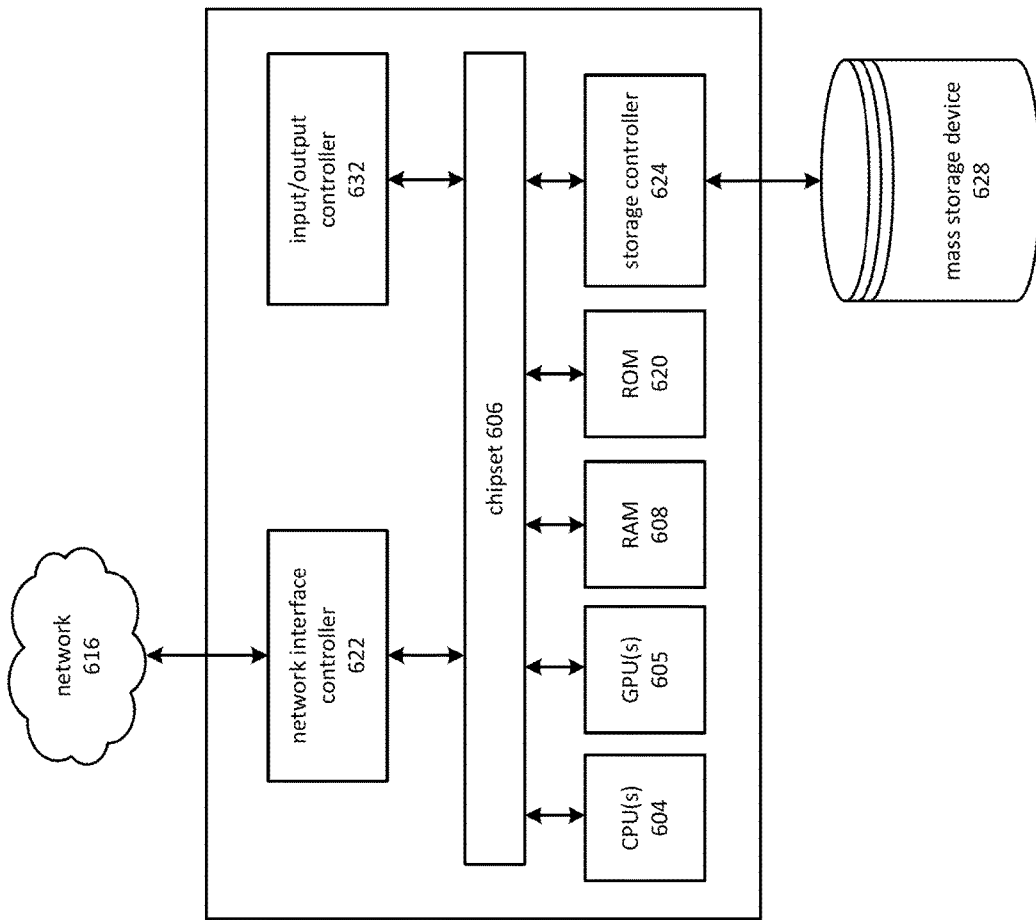 network
616
network interface
controller
622
input/output
controller
632
chipset 606
CPU(s)
604
GPU(s)
605
RAM
608
ROM
620
storage controller
624
mass storage device
628